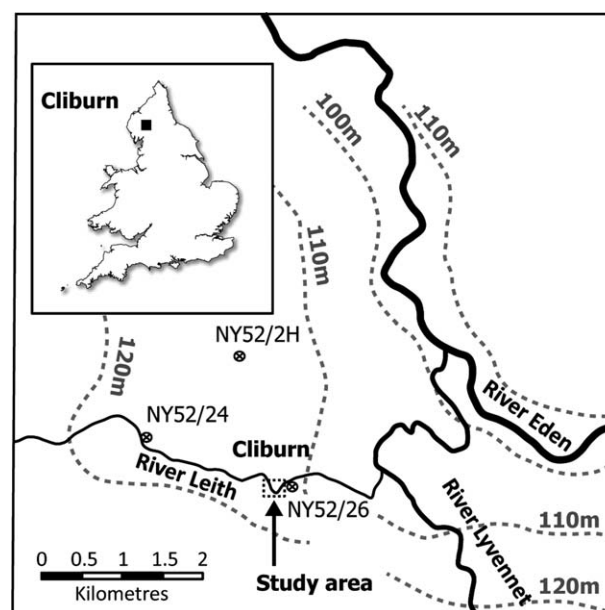 Cliburn
100m
110m
110m
120m
NY52/2H
NY52/24
Cliburn
River Leith
NY52/26
River Eden
River Lyvennet
110m
120m
0 0.5 1 1.5 2
Kilometres
Study area